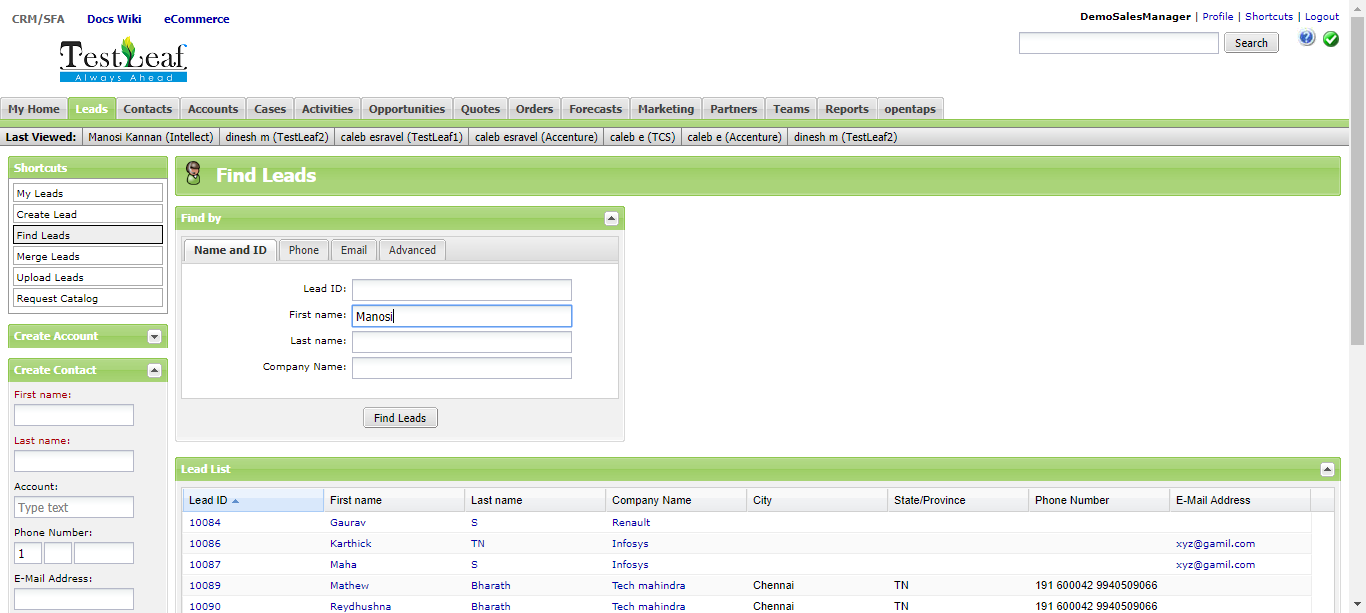 CRM/SFA Docs Wiki eCommerce
DemoSalesManager | Profile | Shortcuts | Logout
TestLeaf
Always Ahead
Search
My Home Leads Contacts Accounts Cases Activities Opportunities Quotes Orders Forecasts Marketing Partners Teams Reports opentaps
Last Viewed: Manosi Kannan (Intellect) dinesh m (TestLeaf2) caleb esravel (TestLeaf1) caleb esravel (Accenture) caleb e (TCS) caleb e (Accenture) dinesh m (TestLeaf2)
Shortcuts
My Leads
Create Lead
Find Leads
Merge Leads
Upload Leads
Request Catalog
Create Account
Create Contact
First name:
Last name:
Account:
Type text
Phone Number:
1
E-Mail Address:
Find Leads
Find by
Name and ID Phone Email Advanced
Lead ID:
First name: Manosi
Last name:
Company Name:
Find Leads
Lead List
Lead ID First name Last name Company Name City State/Province Phone Number E-Mail Address
10084 Gaurav S Renault
10086 Karthick TN Infosys xyz@gamil.com
10087 Maha S Infosys xyz@gamil.com
10089 Mathew Bharath Tech mahindra Chennai TN 191 600042 9940509066
10090 Reydhushna Bharath Tech mahindra Chennai TN 191 600042 9940509066